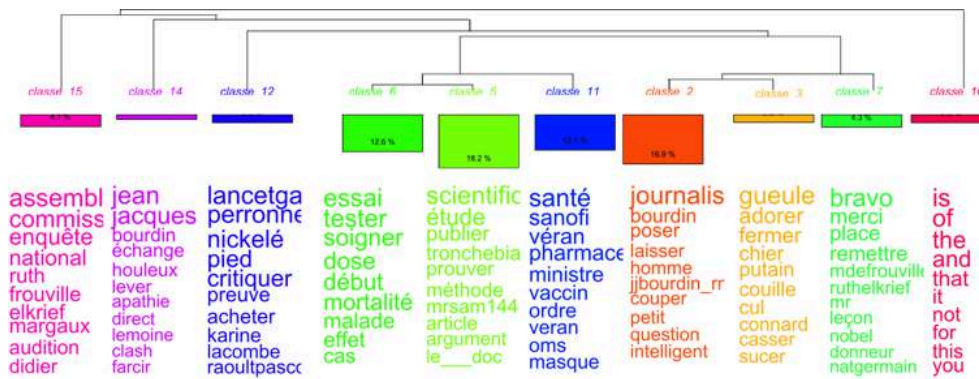 classe 15 classe 14 classe 12 classe 6 classe 5 classe 11 classe 2 classe 3 classe 7
12.6 % 18.2 % 16.9 %
assembl
commiss
enquête
national
ruth
frouville
elkrief
margaux
audition
didier
jean
jacques
bourdin
échange
houleux
lever
apathie
direct
lemoine
clash
farcir
lancetga
perronne
nickelé
pied
critiquer
preuve
acheter
karine
lacombe
raoultpasco
essai
tester
soigner
dose
début
mortalité
malade
effet
cas
scientific
étude
publier
tronchebia
prouver
méthode
mrsam144
article
argument
le___doc
santé
sanofi
véran
pharmace
ministre
vaccin
ordre
veran
oms
masque
journalis
bourdin
poser
laisser
homme
jjbourdin_rr
couper
petit
question
intelligent
gueule
adorer
fermer
chier
putain
couille
cul
connard
casser
sucer
bravo
merci
place
remettre
mdefrouville
ruthelkrief
mr
leçon
nobel
donneur
natgermain
is
of
the
and
that
it
not
for
this
you